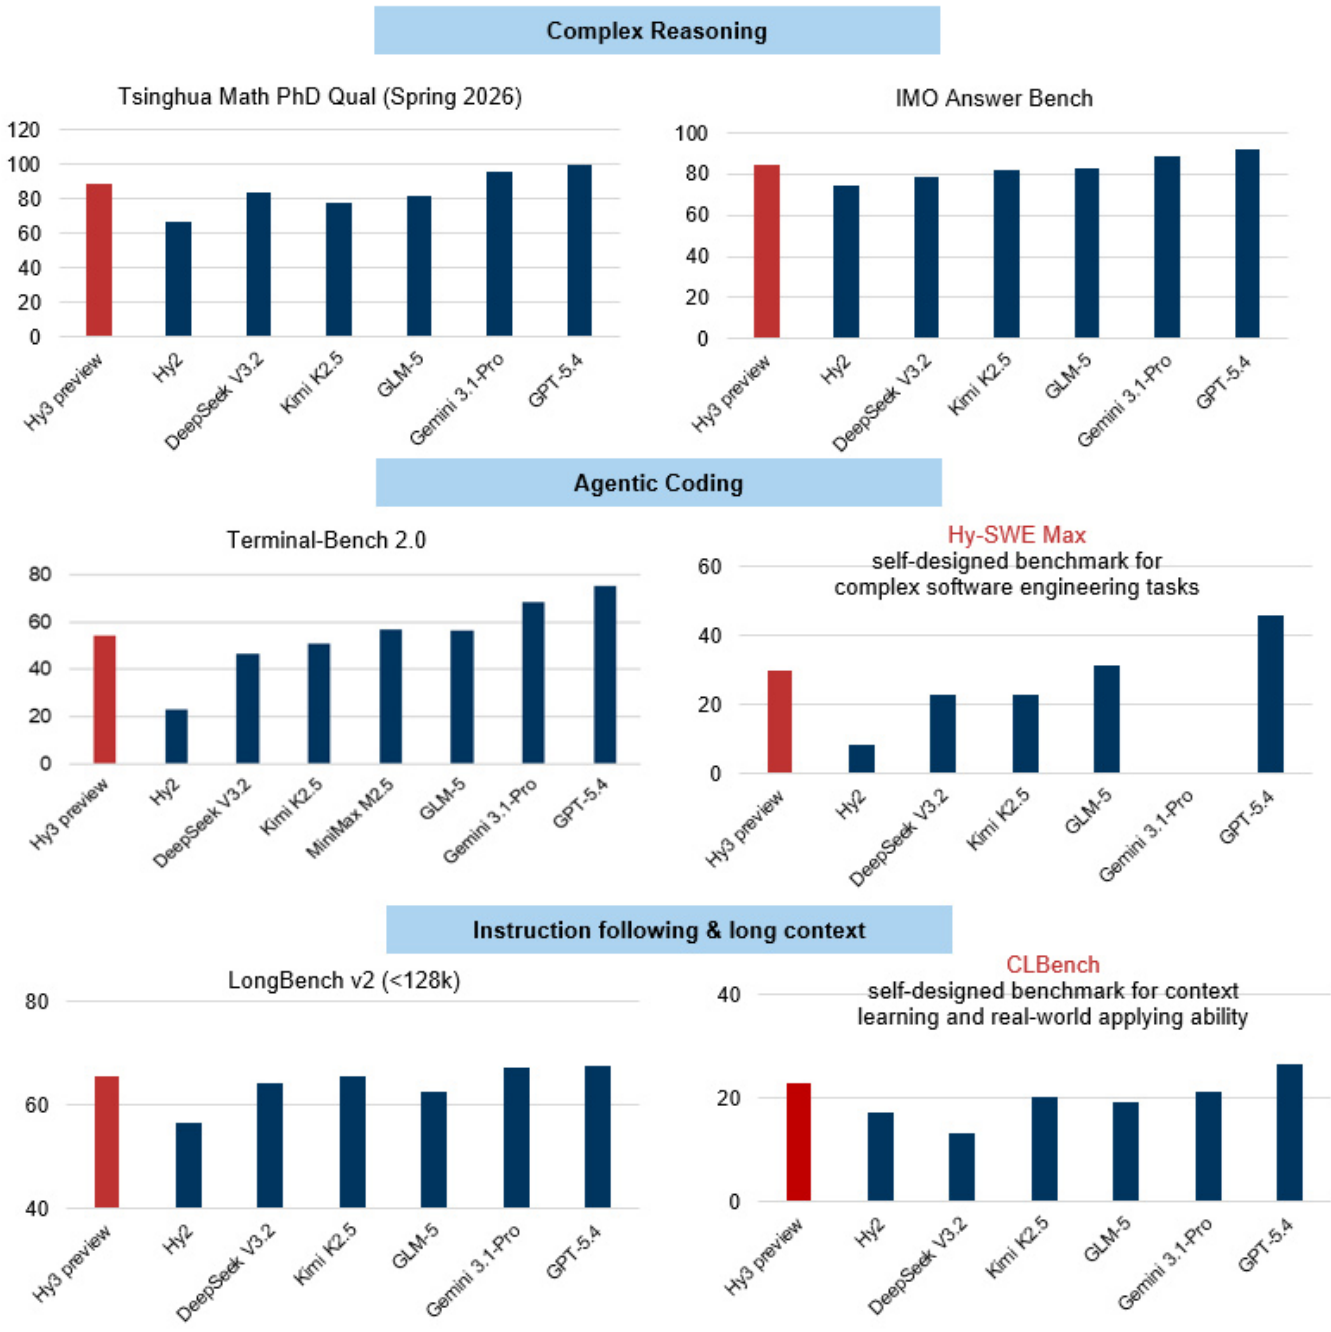 Complex Reasoning
Tsinghua Math PhD Qual (Spring 2026)
120
100
80
60
40
20
0
Hy3 preview
Hy2
DeepSeek V3.2
Kimi K2.5
GLM-5
Gemini 3.1-Pro
GPT-5.4
IMO Answer Bench
100
80
60
40
20
0
Hy3 preview
Hy2
DeepSeek V3.2
Kimi K2.5
GLM-5
Gemini 3.1-Pro
GPT-5.4
Agentic Coding
Terminal-Bench 2.0
80
60
40
20
0
Hy3 preview
Hy2
DeepSeek V3.2
Kimi K2.5
MiniMax M2.5
GLM-5
Gemini 3.1-Pro
GPT-5.4
Hy-SWE Max
self-designed benchmark for
complex software engineering tasks
60
40
20
0
Hy3 preview
Hy2
DeepSeek V3.2
Kimi K2.5
GLM-5
Gemini 3.1-Pro
GPT-5.4
Instruction following & long context
LongBench v2 (<128k)
80
60
40
Hy3 preview
Hy2
DeepSeek V3.2
Kimi K2.5
GLM-5
Gemini 3.1-Pro
GPT-5.4
CLBench
self-designed benchmark for context
learning and real-world applying ability
40
20
0
Hy3 preview
Hy2
DeepSeek V3.2
Kimi K2.5
GLM-5
Gemini 3.1-Pro
GPT-5.4